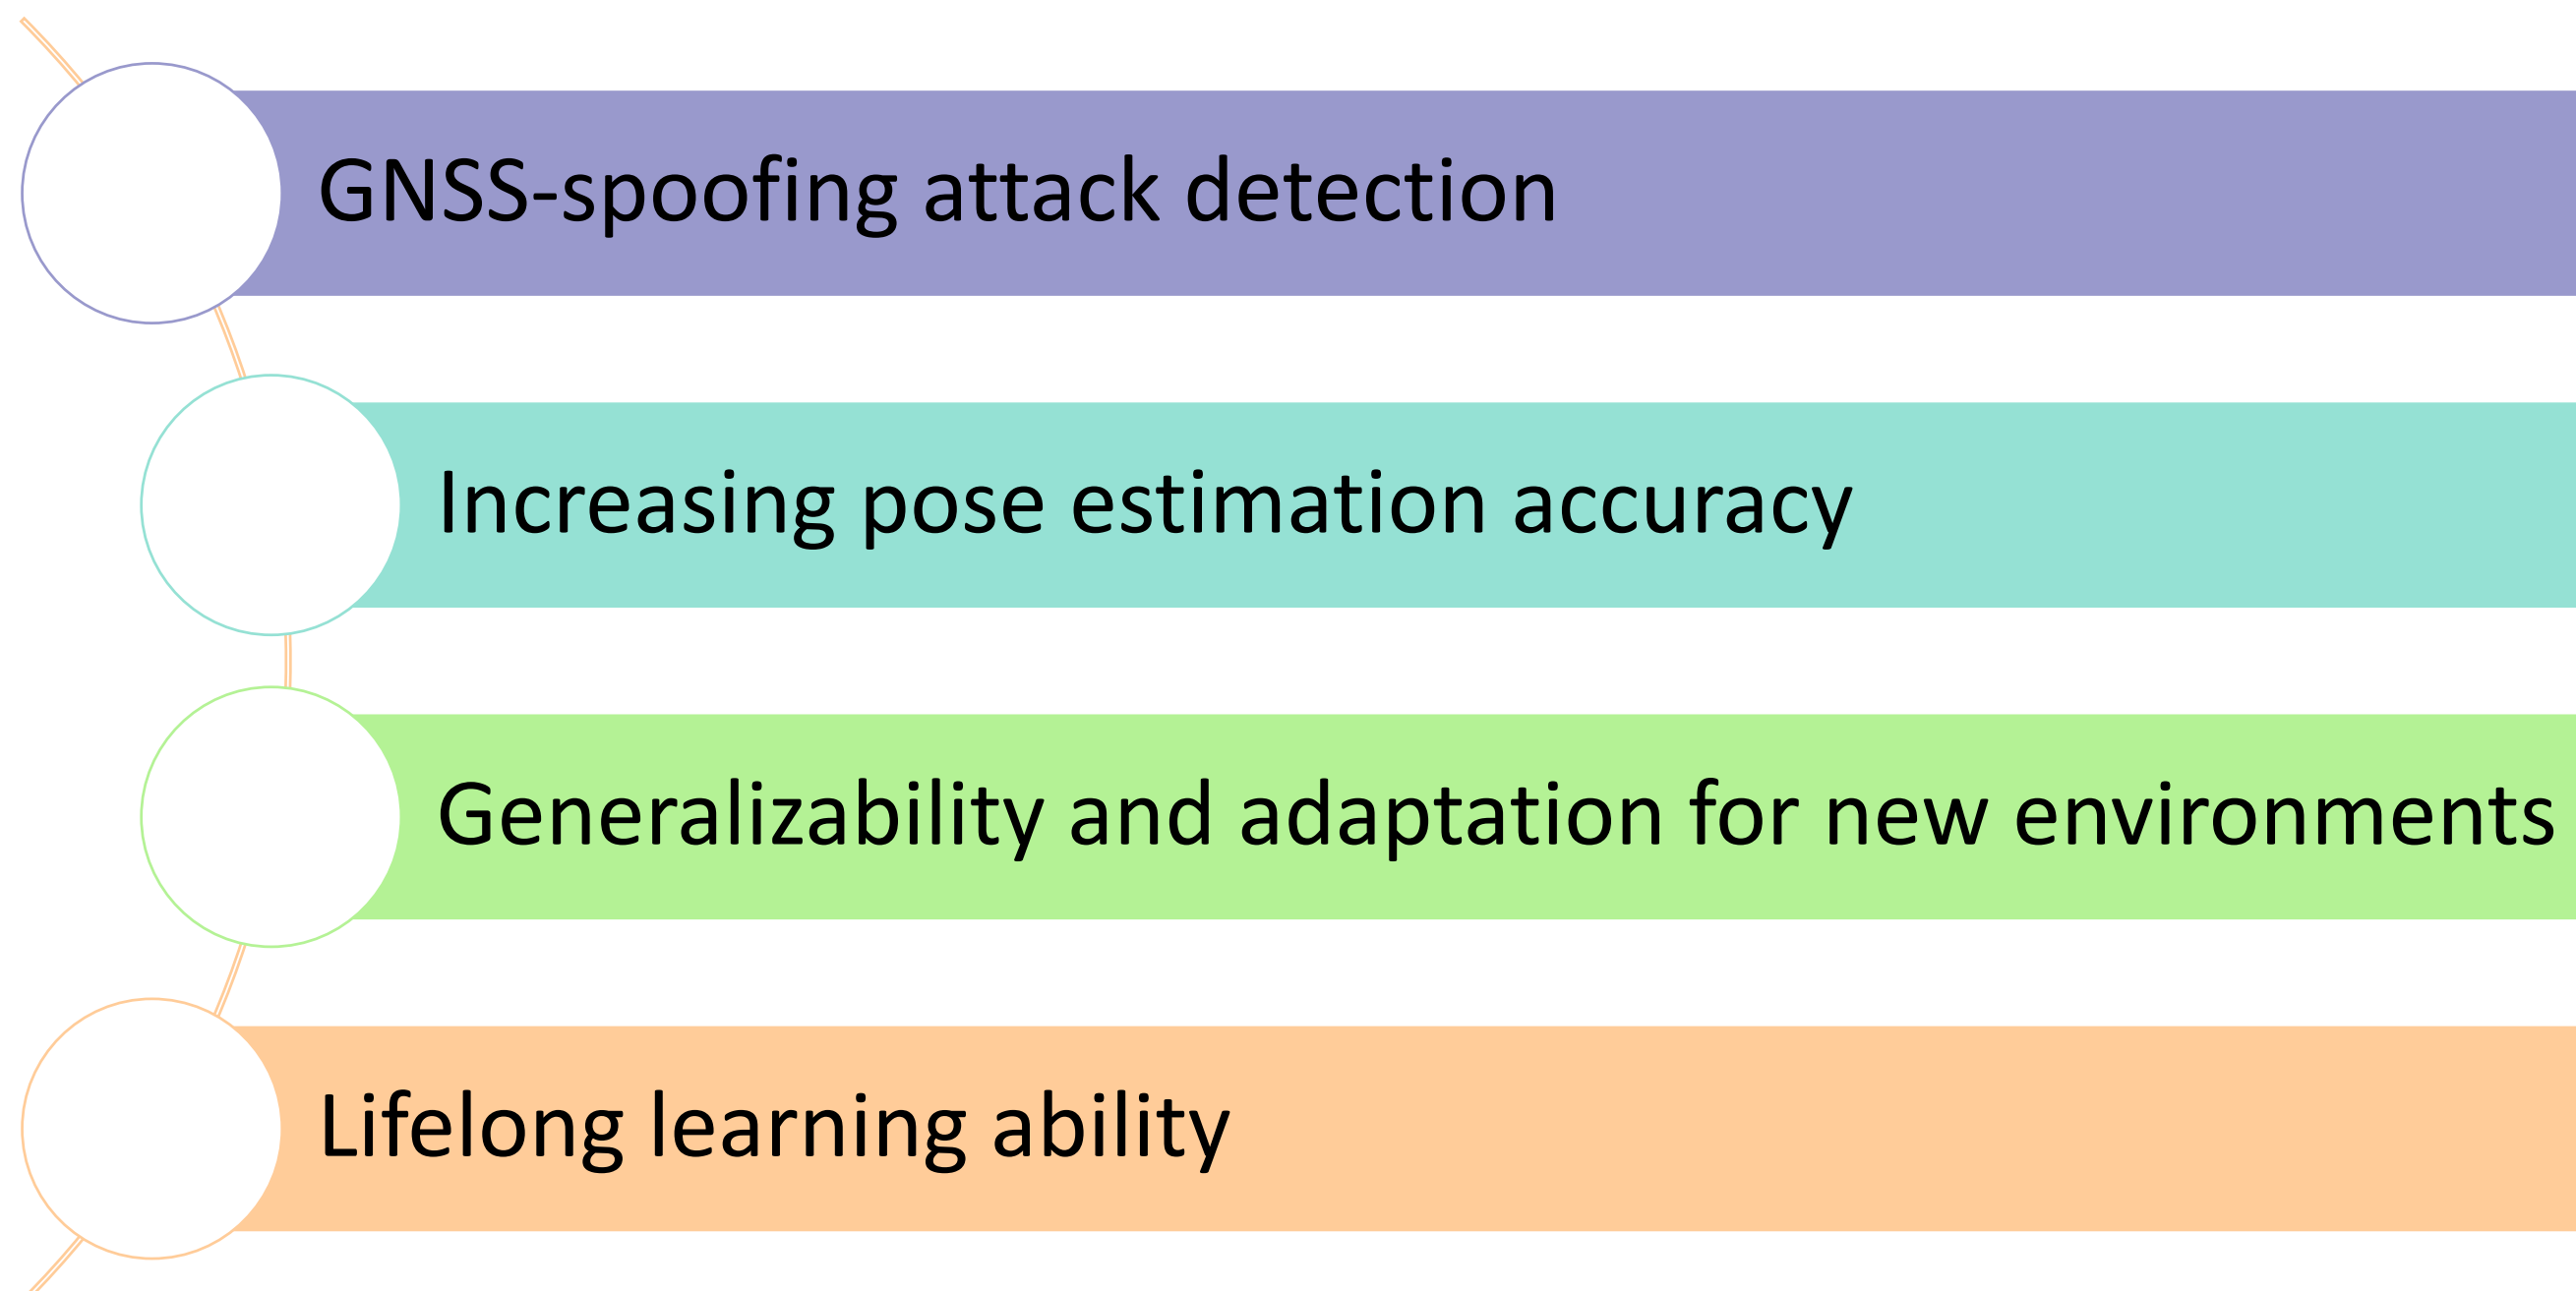 GNSS-spoofing attack detection
Increasing pose estimation accuracy
Generalizability and adaptation for new environments
Lifelong learning ability